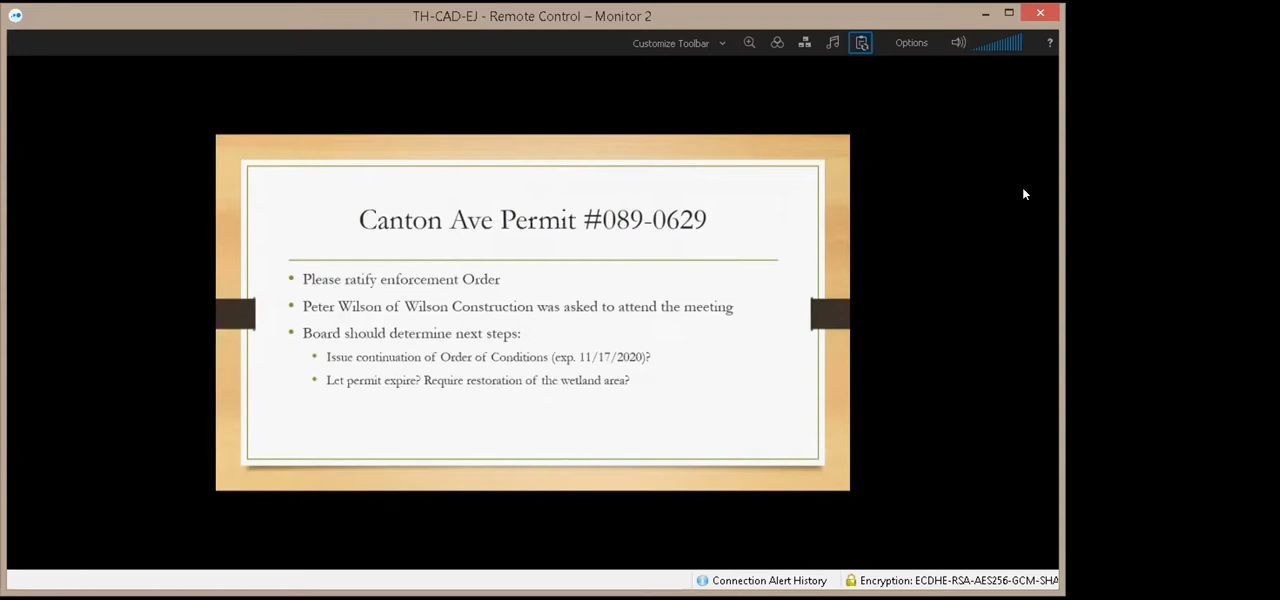 TH-CAD-EJ - Remote Control – Monitor 2
Customize Toolbar
Options
?
Canton Ave Permit #089-0629
• Please ratify enforcement Order
• Peter Wilson of Wilson Construction was asked to attend the meeting
• Board should determine next steps:
• Issue continuation of Order of Conditions (exp. 11/17/2020)?
• Let permit expire? Require restoration of the wetland area?
Connection Alert History
Encryption: ECDHE-RSA-AES256-GCM-SHA